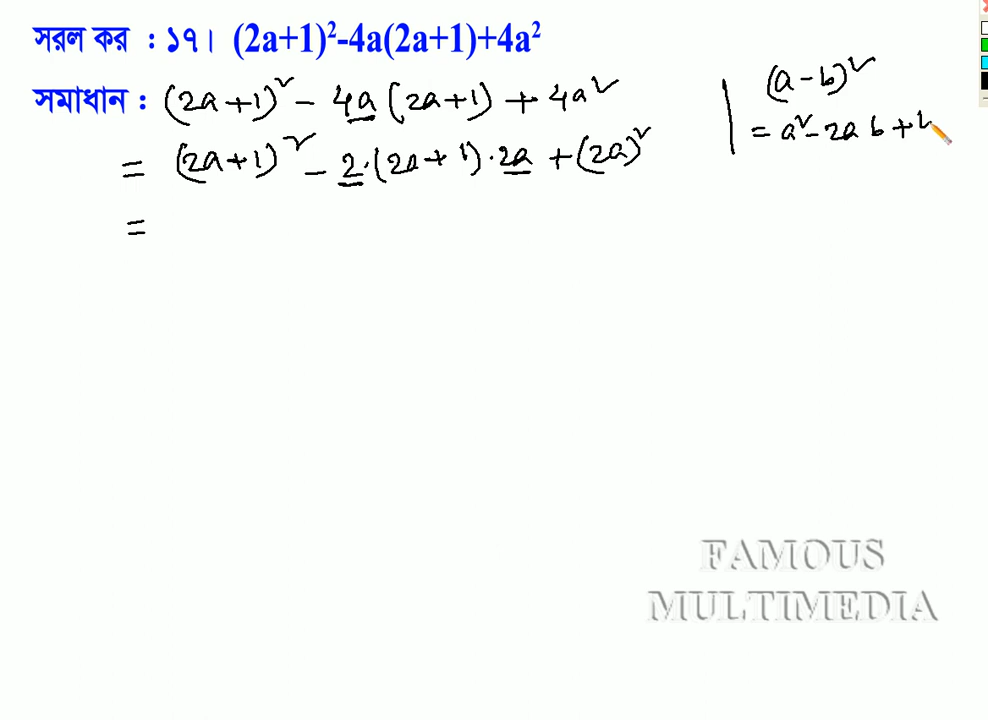 সরল কর : ১৭। (2a+1)²-4a(2a+1)+4a²
সমাধান : (2a+1)² - 4a(2a+1) + 4a²
= (2a+1)² - 2·(2a+1)·2a + (2a)²
=
(a-b)²
= a² - 2ab +
FAMOUS
MULTIMEDIA